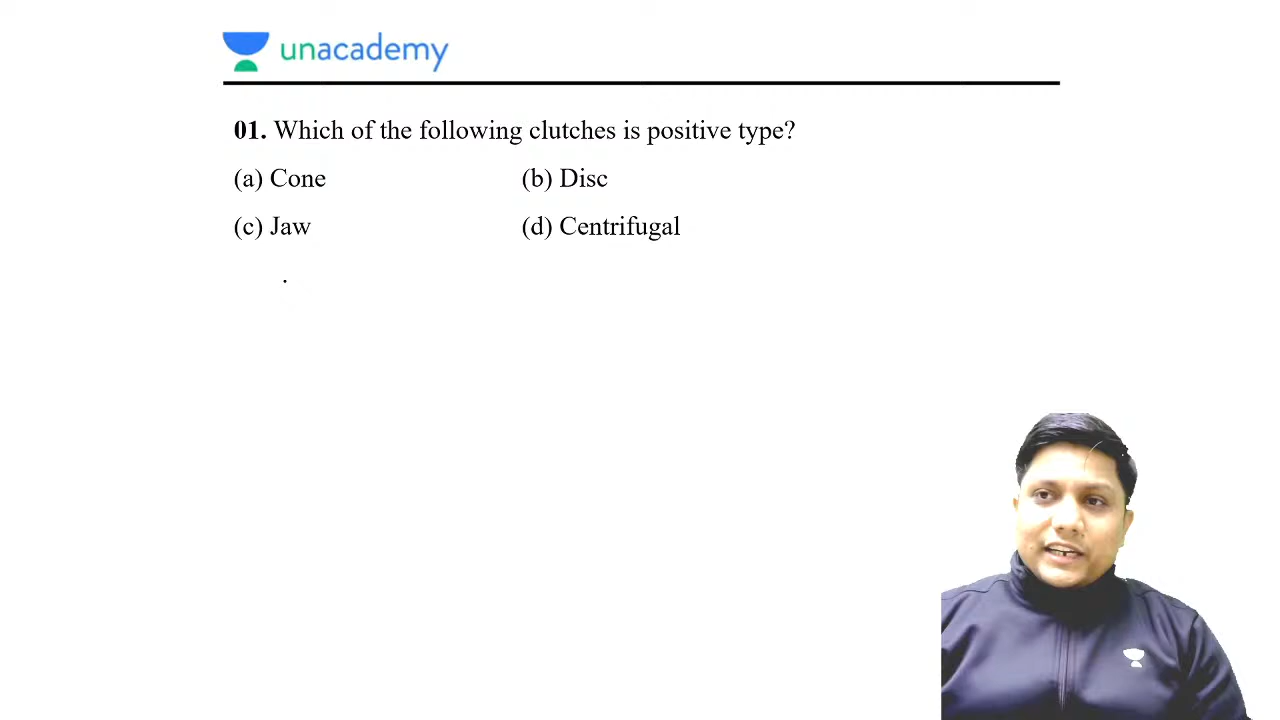 unacademy
01. Which of the following clutches is positive type?
(a) Cone (b) Disc
(c) Jaw (d) Centrifugal
.